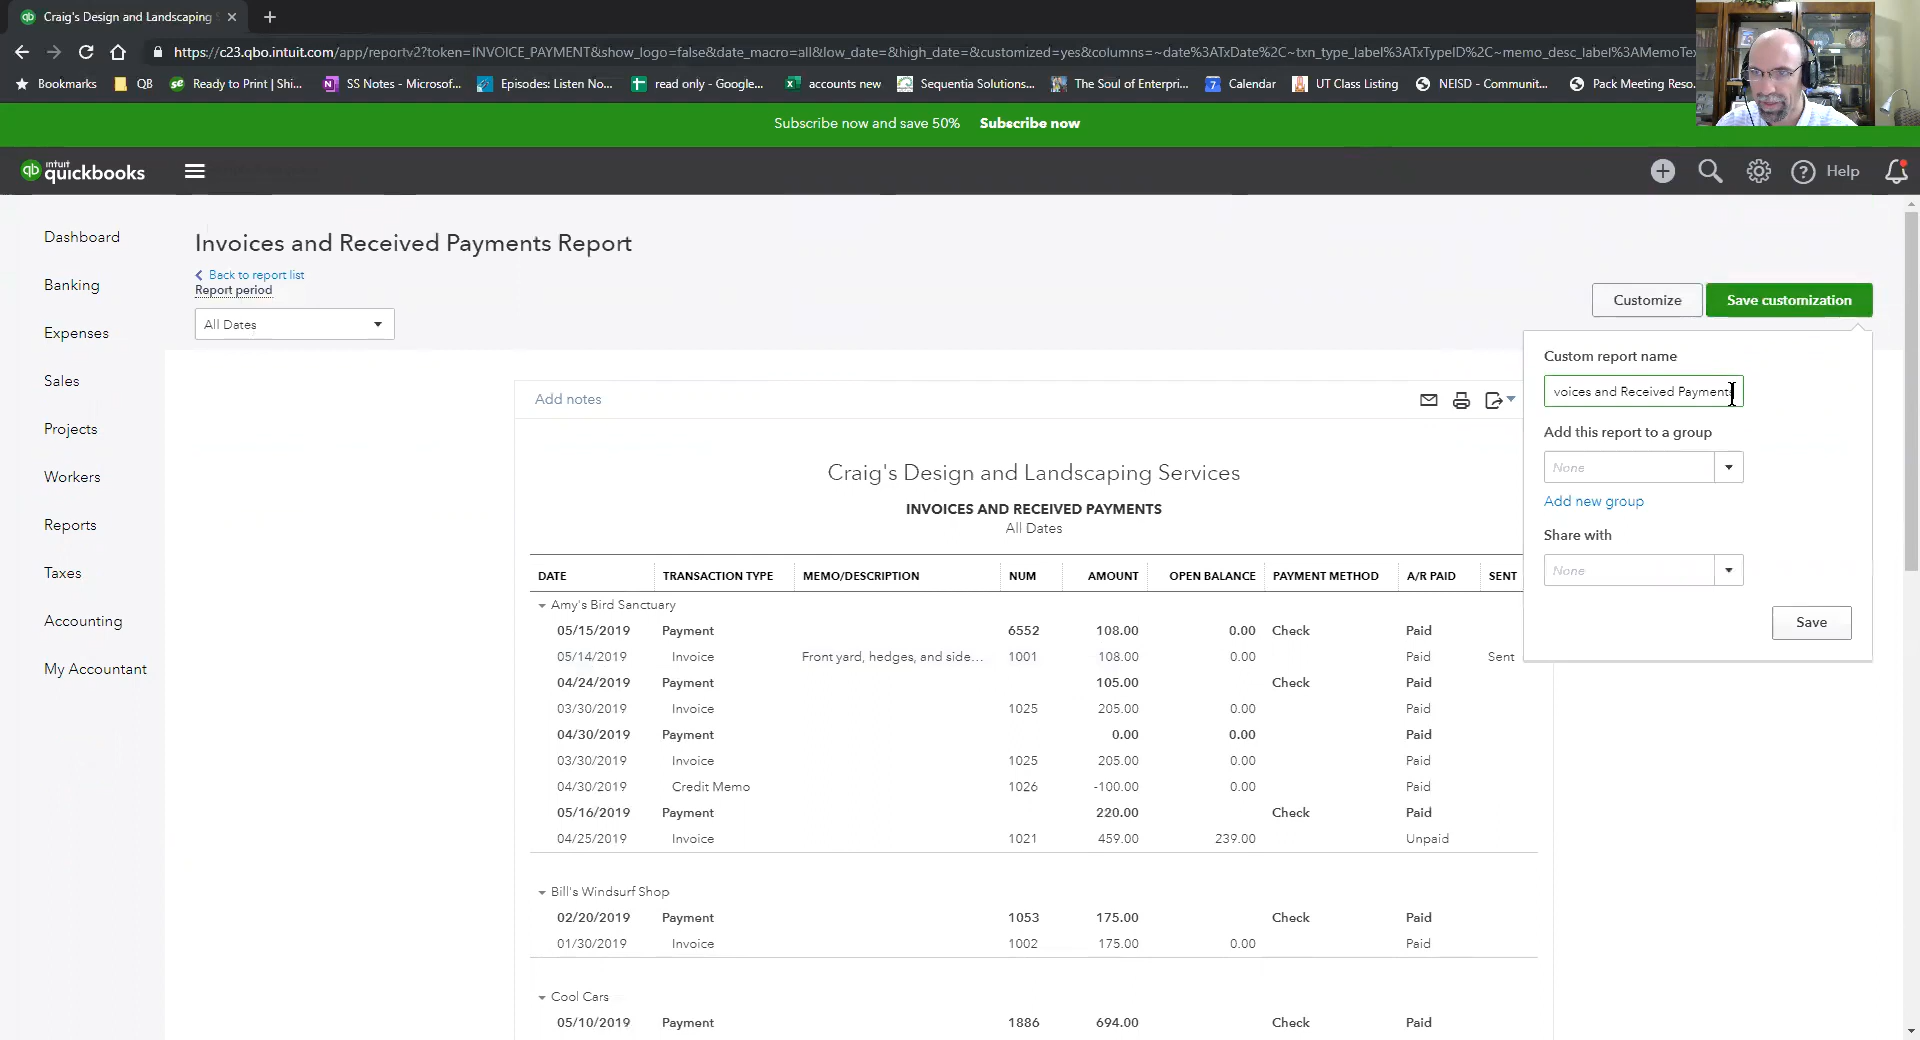 Craig's Design and Landscaping S
https://c23.qbo.intuit.com/app/reportv2?token=INVOICE_PAYMENT&show_logo=false&date_macro=all&low_date=&high_date=&customized=yes&columns=~date%3ATxDate%2C~txn_type_label%3ATxTypeID%2C~memo_desc_label%3AMemoTex
Bookmarks QB Ready to Print | Shi... SS Notes - Microsof... Episodes: Listen No... read only - Google... accounts new Sequentia Solutions... The Soul of Enterpri... Calendar UT Class Listing NEISD - Communit... Pack Meeting Reso.
Subscribe now and save 50% Subscribe now
qb intuit quickbooks
Help
Dashboard
Banking
Expenses
Sales
Projects
Workers
Reports
Taxes
Accounting
My Accountant
Invoices and Received Payments Report
Back to report list
Report period
All Dates
Customize Save customization
Custom report name
voices and Received Payments
Add this report to a group
None
Add new group
Share with
None
Save
Add notes
Craig's Design and Landscaping Services
INVOICES AND RECEIVED PAYMENTS
All Dates
DATE TRANSACTION TYPE MEMO/DESCRIPTION NUM AMOUNT OPEN BALANCE PAYMENT METHOD A/R PAID SENT
Amy's Bird Sanctuary
05/15/2019 Payment 6552 108.00 0.00 Check Paid
05/14/2019 Invoice Front yard, hedges, and side... 1001 108.00 0.00 Paid Sent
04/24/2019 Payment 105.00 Check Paid
03/30/2019 Invoice 1025 205.00 0.00 Paid
04/30/2019 Payment 0.00 0.00 Paid
03/30/2019 Invoice 1025 205.00 0.00 Paid
04/30/2019 Credit Memo 1026 -100.00 0.00 Paid
05/16/2019 Payment 220.00 Check Paid
04/25/2019 Invoice 1021 459.00 239.00 Unpaid
Bill's Windsurf Shop
02/20/2019 Payment 1053 175.00 Check Paid
01/30/2019 Invoice 1002 175.00 0.00 Paid
Cool Cars
05/10/2019 Payment 1886 694.00 Check Paid